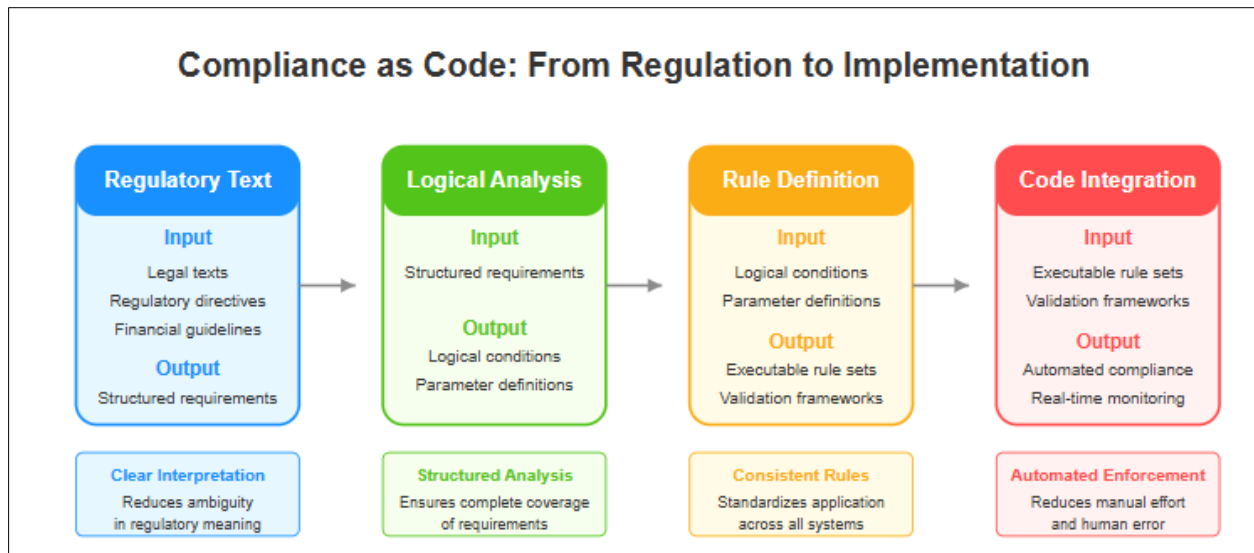 Compliance as Code: From Regulation to Implementation
Regulatory Text
Input
Legal texts
Regulatory directives
Financial guidelines
Output
Structured requirements
Clear Interpretation
Reduces ambiguity
in regulatory meaning
Logical Analysis
Input
Structured requirements
Output
Logical conditions
Parameter definitions
Structured Analysis
Ensures complete coverage
of requirements
Rule Definition
Input
Logical conditions
Parameter definitions
Output
Executable rule sets
Validation frameworks
Consistent Rules
Standardizes application
across all systems
Code Integration
Input
Executable rule sets
Validation frameworks
Output
Automated compliance
Real-time monitoring
Automated Enforcement
Reduces manual effort
and human error